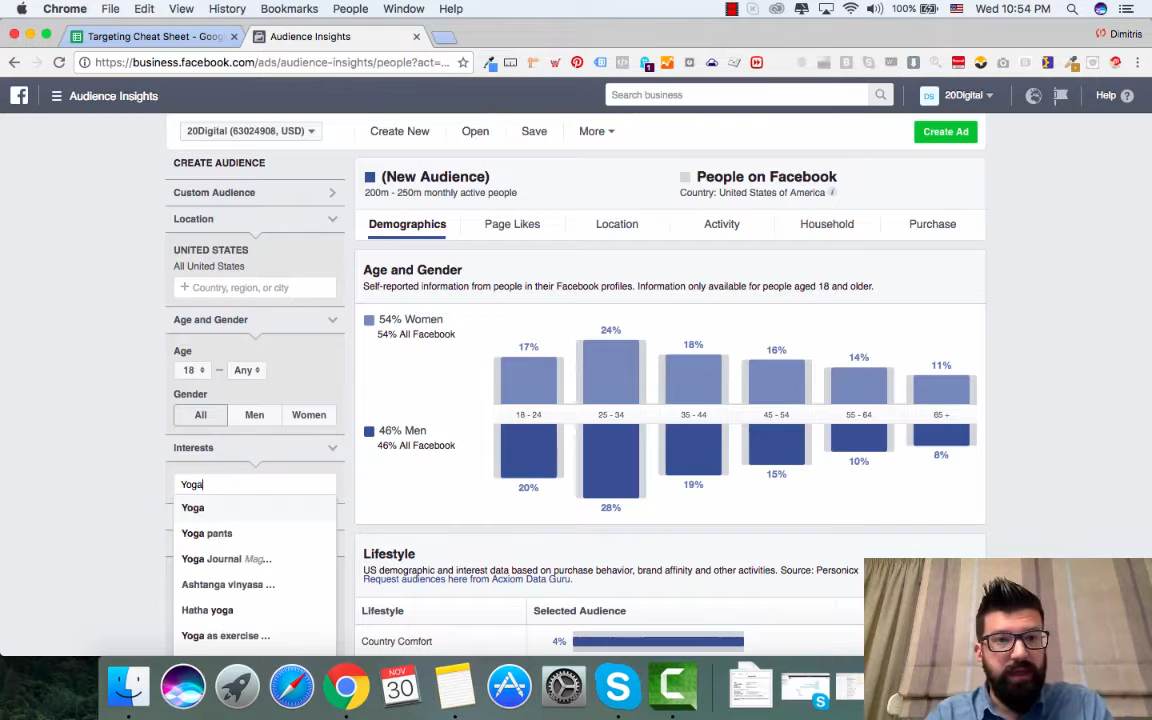 Chrome File Edit View History Bookmarks People Window Help 100% Wed 10:54 PM
Targeting Cheat Sheet - Goog Audience Insights Dimitris
https://business.facebook.com/ads/audience-insights/people?act=...
Audience Insights Search business DS 20Digital Help ?
20Digital (63024908, USD) Create New Open Save More Create Ad
CREATE AUDIENCE
Custom Audience
Location
UNITED STATES
All United States
+ Country, region, or city
Age and Gender
Age
18 – Any
Gender
All Men Women
Interests
Yoga
Yoga
Yoga pants
Yoga Journal Mag...
Ashtanga vinyasa ...
Hatha yoga
Yoga as exercise ...
(New Audience)
200m - 250m monthly active people
People on Facebook
Country: United States of America i
Demographics Page Likes Location Activity Household Purchase
Age and Gender
Self-reported information from people in their Facebook profiles. Information only available for people aged 18 and older.
54% Women
54% All Facebook
17% 24% 18% 16% 14% 11%
18 - 24 25 - 34 35 - 44 45 - 54 55 - 64 65 +
46% Men
46% All Facebook
20% 28% 19% 15% 10% 8%
Lifestyle
US demographic and interest data based on purchase behavior, brand affinity and other activities. Source: Personicx
Request audiences here from Acxiom Data Guru.
Lifestyle Selected Audience
Country Comfort 4%
NOV
30